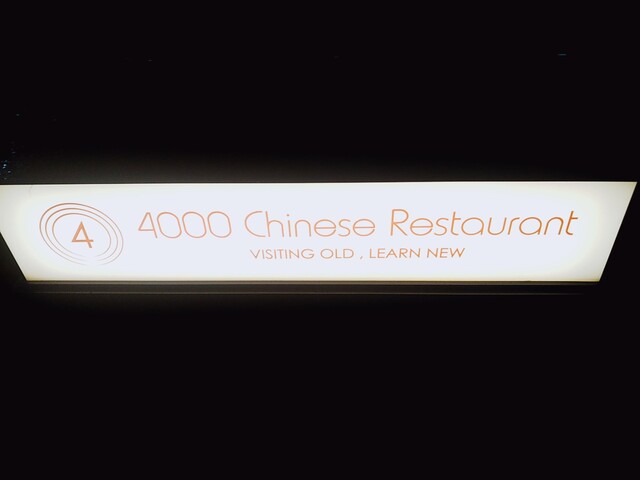 4
4000 Chinese Restaurant
VISITING OLD , LEARN NEW